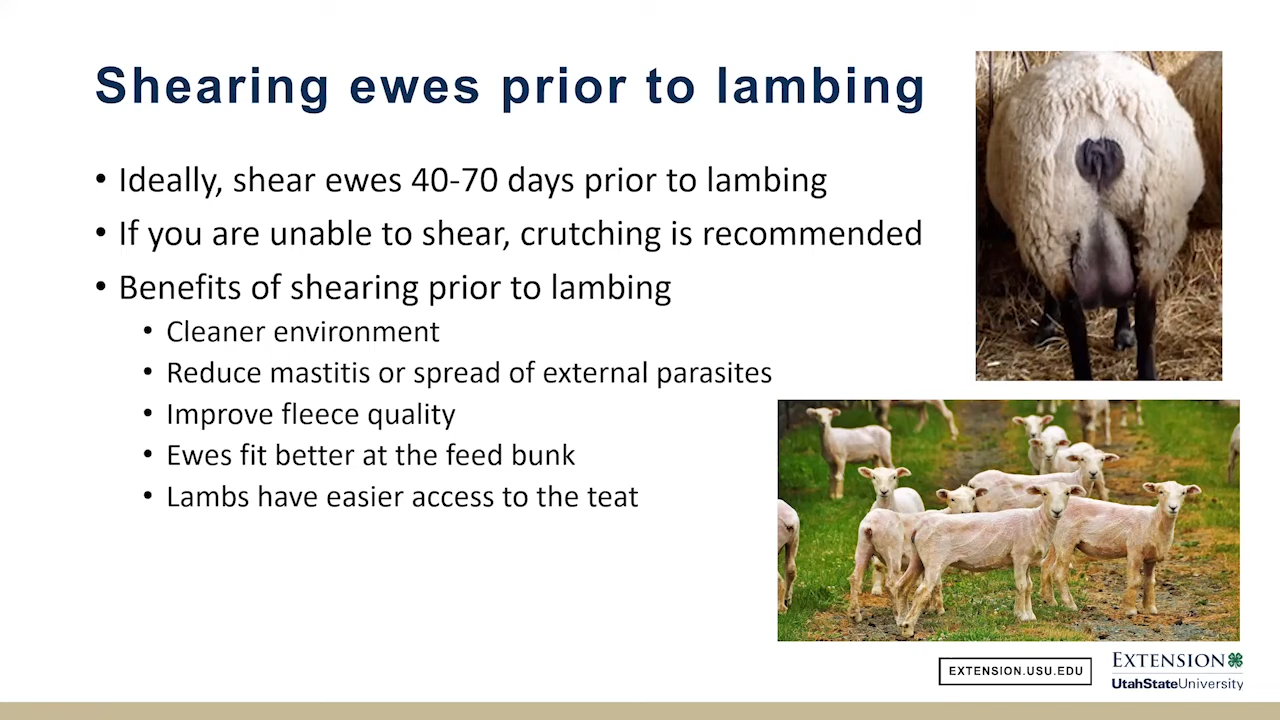 Shearing ewes prior to lambing
• Ideally, shear ewes 40-70 days prior to lambing
• If you are unable to shear, crutching is recommended
• Benefits of shearing prior to lambing
• Cleaner environment
• Reduce mastitis or spread of external parasites
• Improve fleece quality
• Ewes fit better at the feed bunk
• Lambs have easier access to the teat
EXTENSION.USU.EDU
EXTENSION
UtahStateUniversity